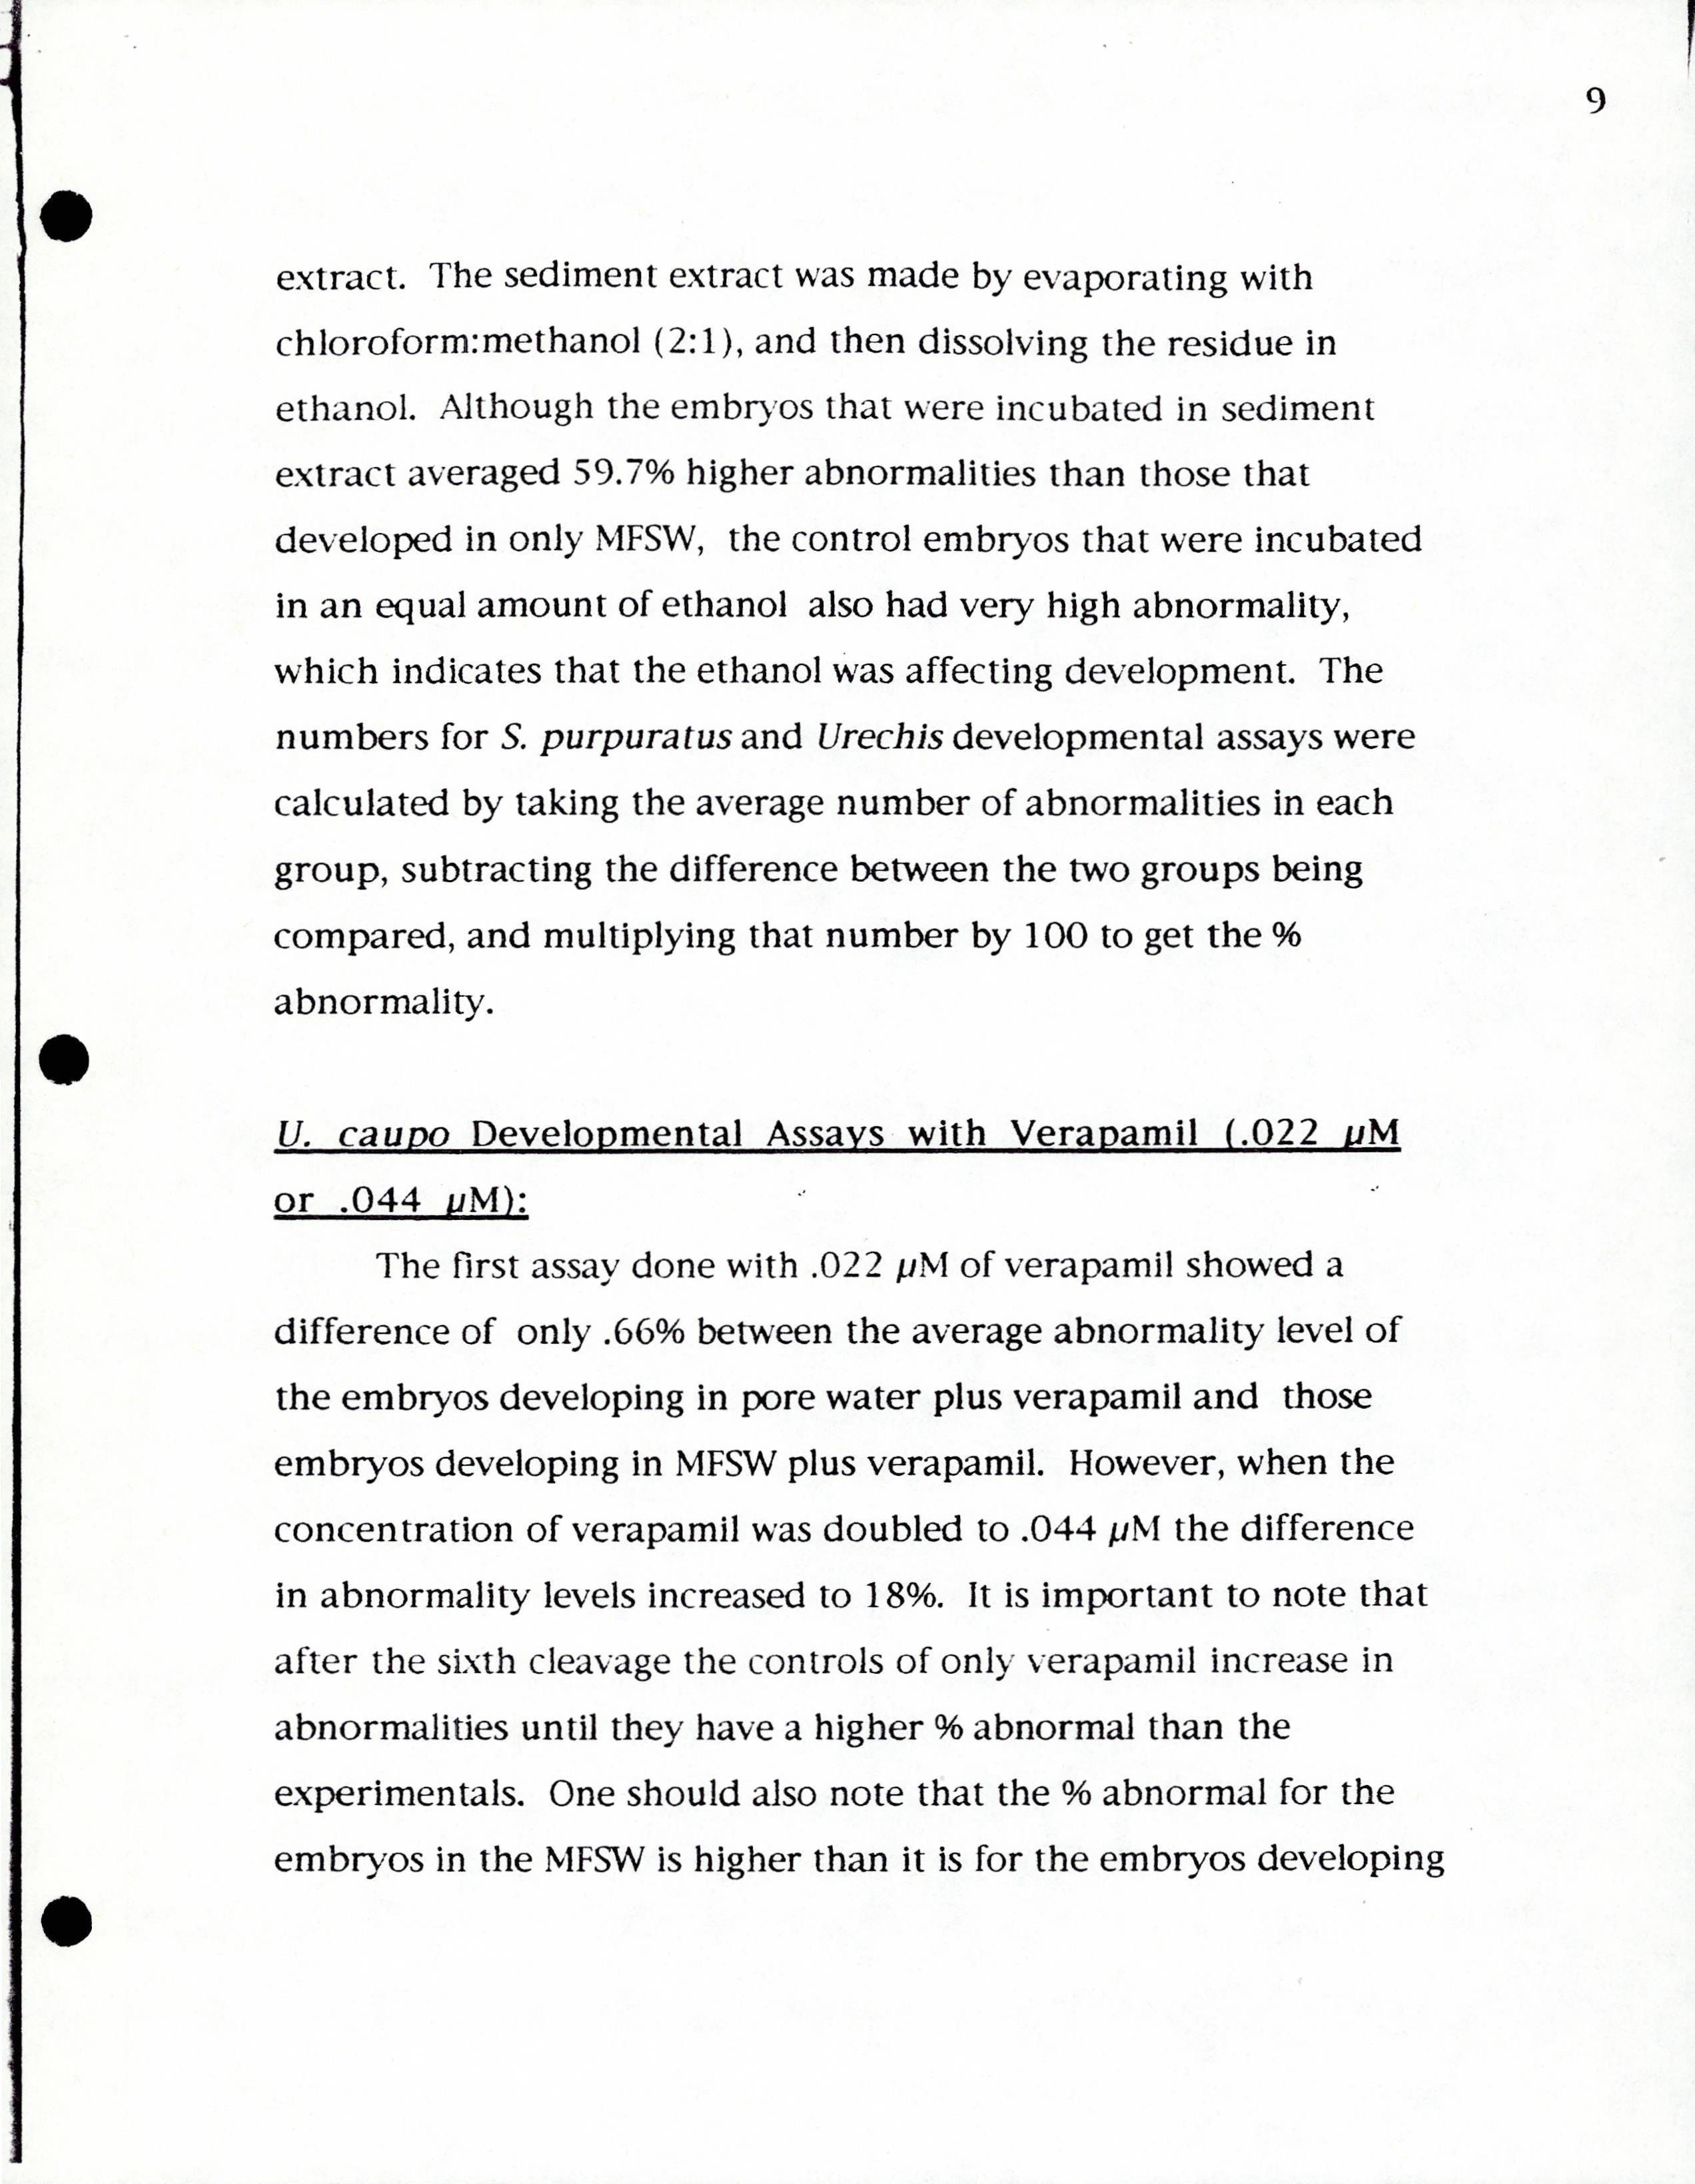 9
extract. The sediment extract was made by evaporating with
chloroform:methanol (2:1), and then dissolving the residue in
ethanol. Although the embryos that were incubated in sediment
extract averaged 59.7% higher abnormalities than those that
developed in only MFSW, the control embryos that were incubated
in an equal amount of ethanol also had very high abnormality,
which indicates that the ethanol was affecting development. The
numbers for S. purpuratus and Urechis developmental assays were
calculated by taking the average number of abnormalities in each
group, subtracting the difference between the two groups being
compared, and multiplying that number by 100 to get the %
abnormality.
U. caupo Developmental Assays with Verapamil (.022 µM
or .044 µM):
The first assay done with .022 µM of verapamil showed a
difference of only .66% between the average abnormality level of
the embryos developing in pore water plus verapamil and those
embryos developing in MFSW plus verapamil. However, when the
concentration of verapamil was doubled to .044 µM the difference
in abnormality levels increased to 18%. It is important to note that
after the sixth cleavage the controls of only verapamil increase in
abnormalities until they have a higher % abnormal than the
experimentals. One should also note that the % abnormal for the
embryos in the MFSW is higher than it is for the embryos developing